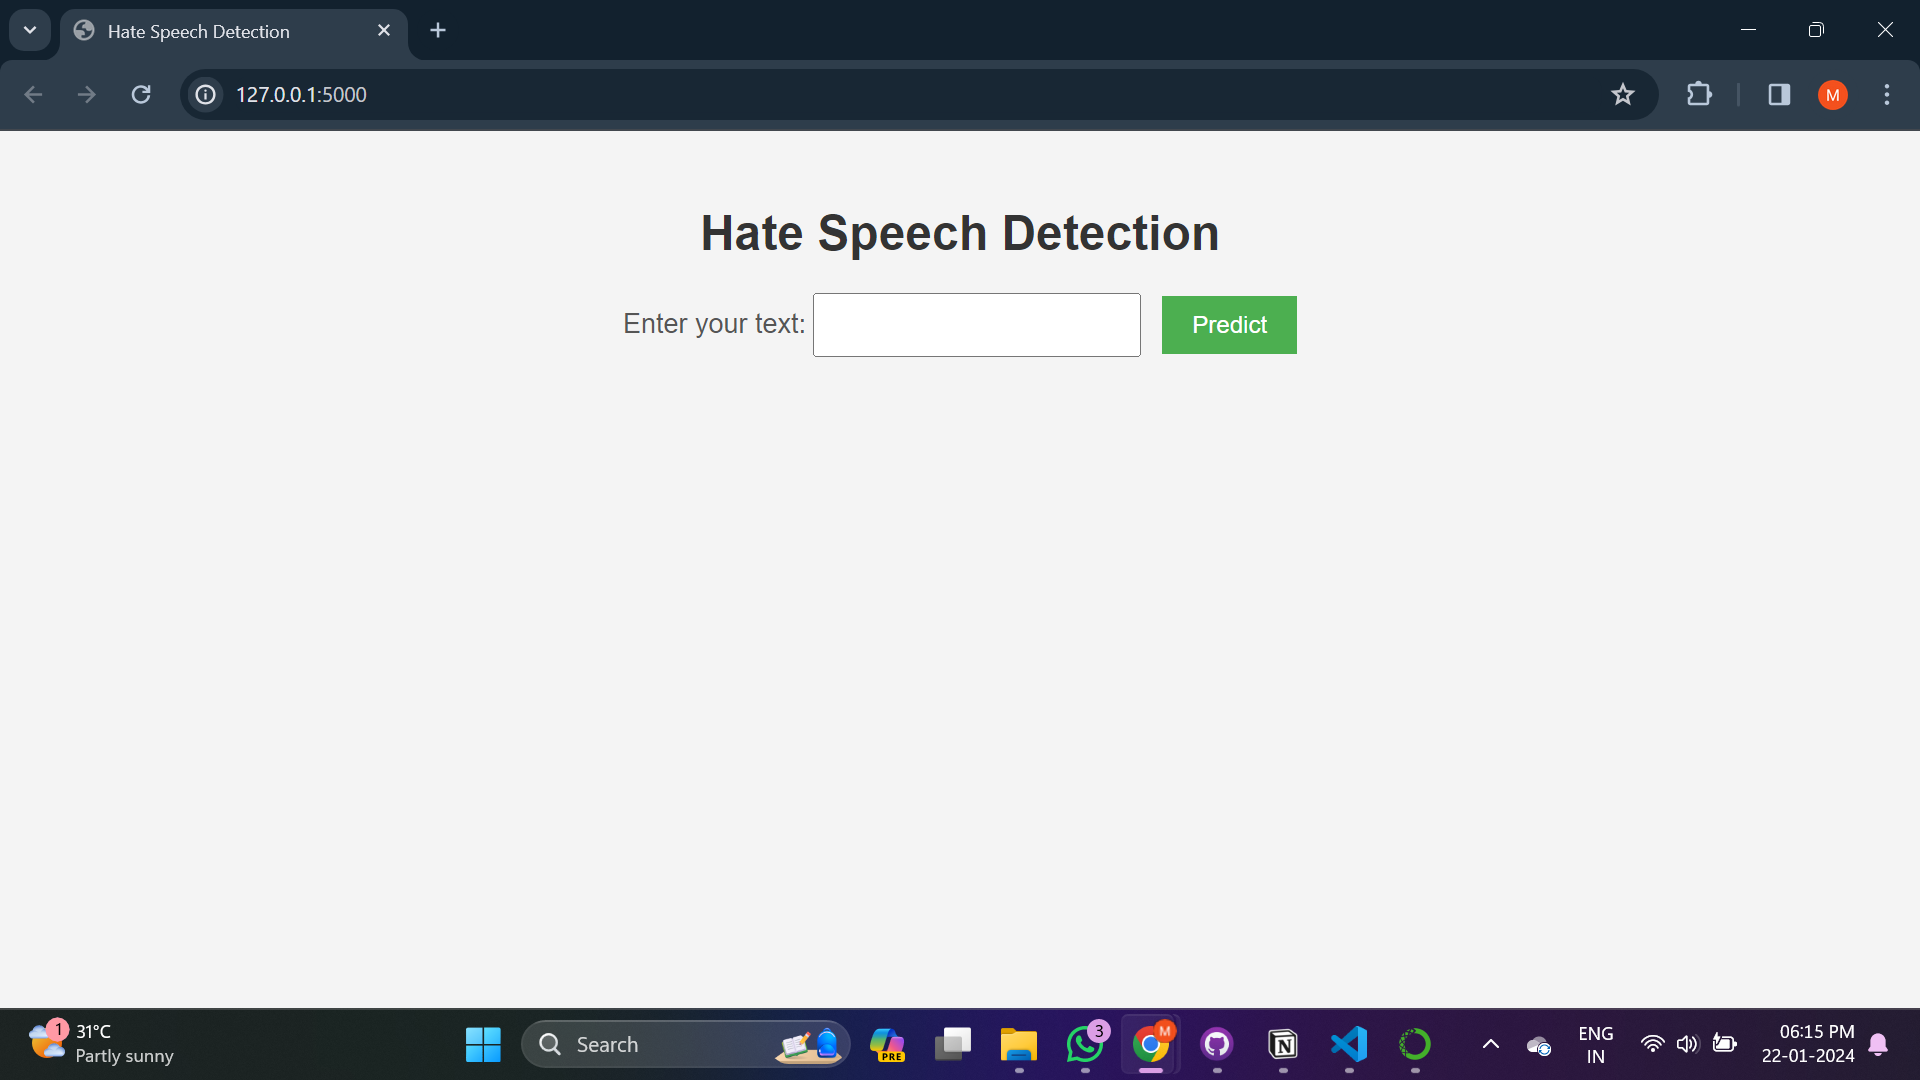 Hate Speech Detection
127.0.0.1:5000
M
Hate Speech Detection
Enter your text:
Predict
1
31°C
Partly sunny
Search
PRE
3
M
N
ENG
IN
06:15 PM
22-01-2024